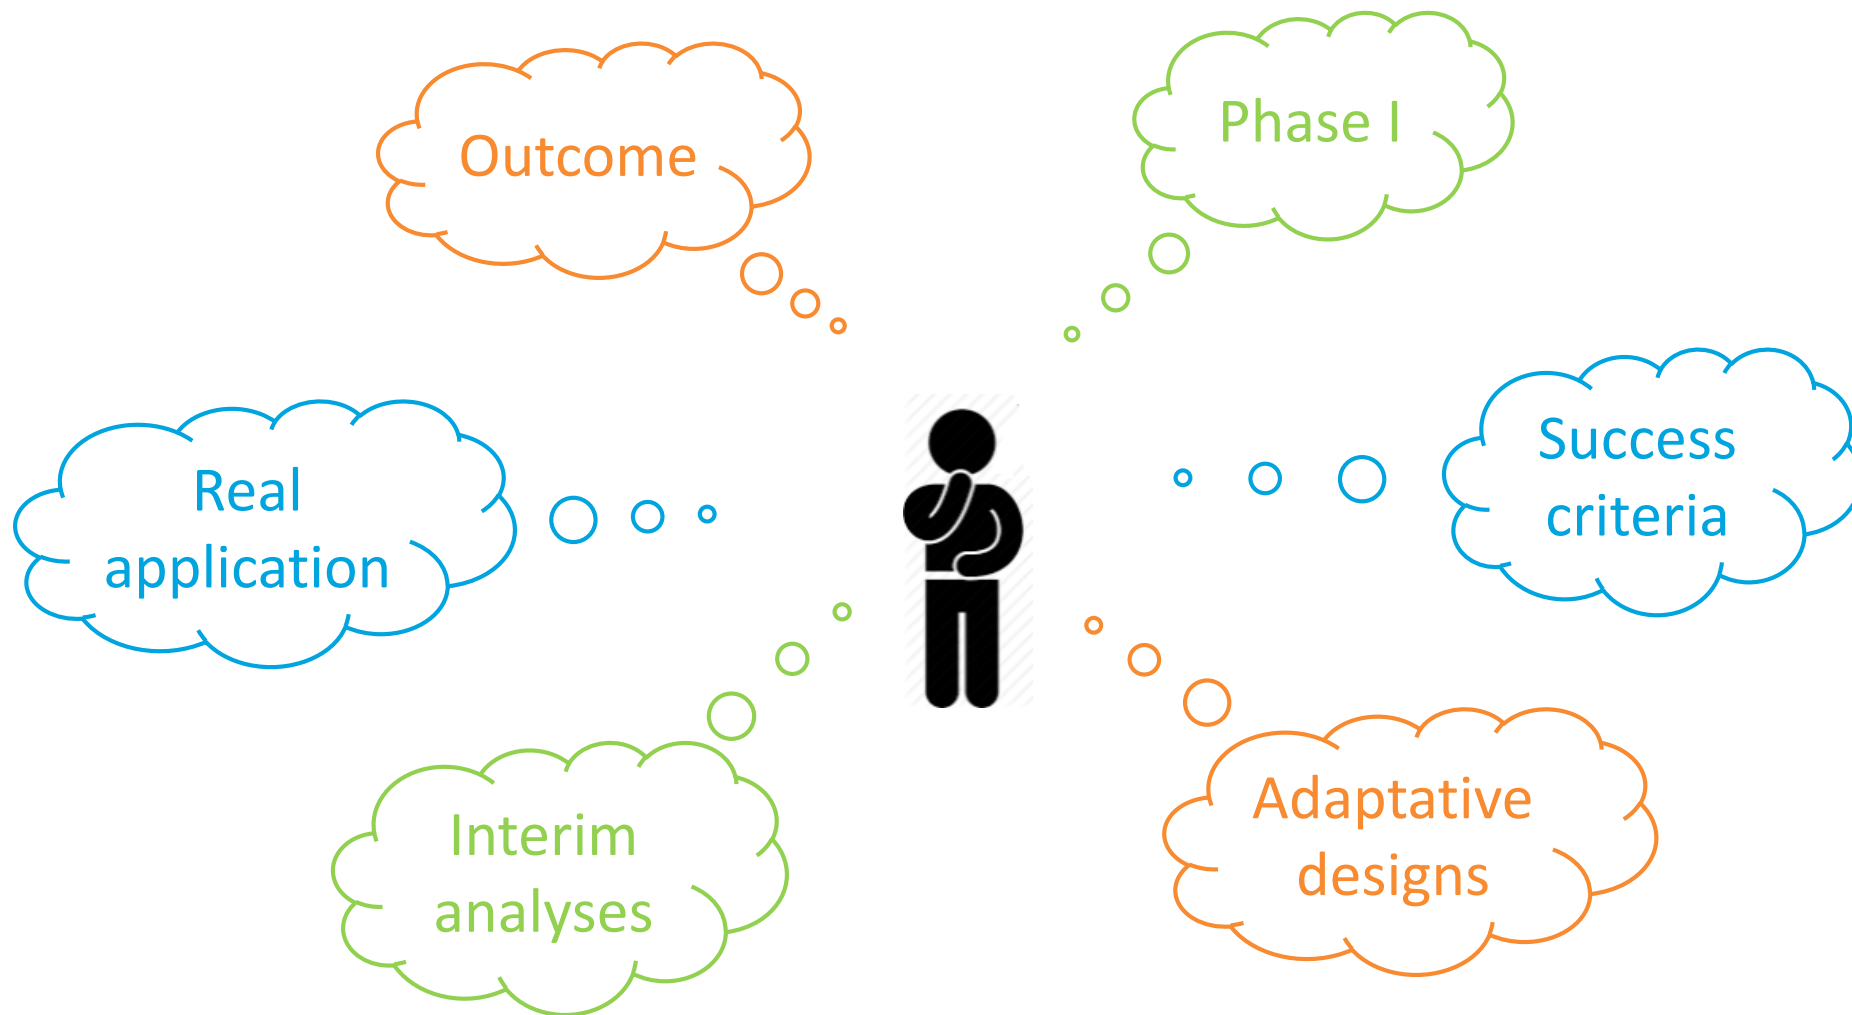 Outcome
Phase I
Real
application
Success
criteria
Interim
analyses
Adaptative
designs